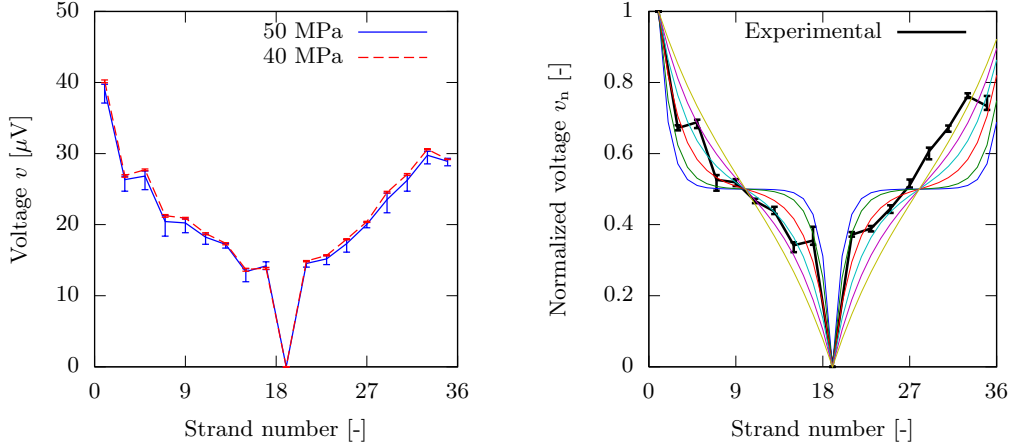 50
40
30
20
10
0
0 9 18 27 36
Voltage v [µV]
Strand number [-]
50 MPa
40 MPa
1
0.8
0.6
0.4
0.2
0
0 9 18 27 36
Normalized voltage vn [-]
Strand number [-]
Experimental